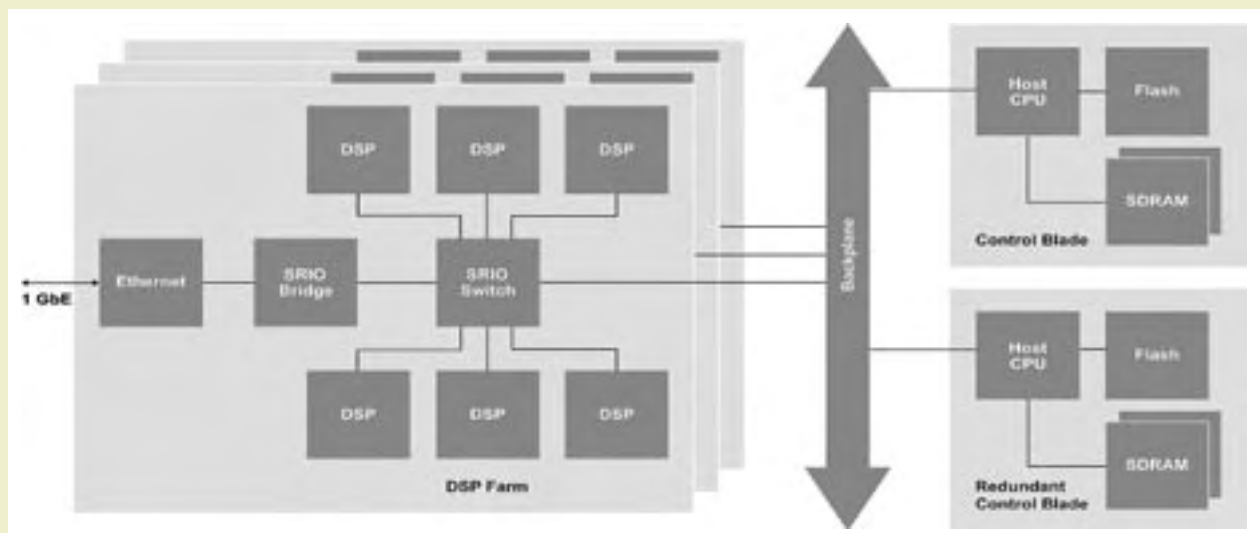 DSP
DSP
DSP
Host
CPU
Flash
SDRAM
Control Blade
1 GbE
Ethernet
SRIO
Bridge
SRIO
Switch
Backplane
DSP
DSP
DSP
DSP Farm
Host
CPU
Flash
SDRAM
Redundant
Control Blade